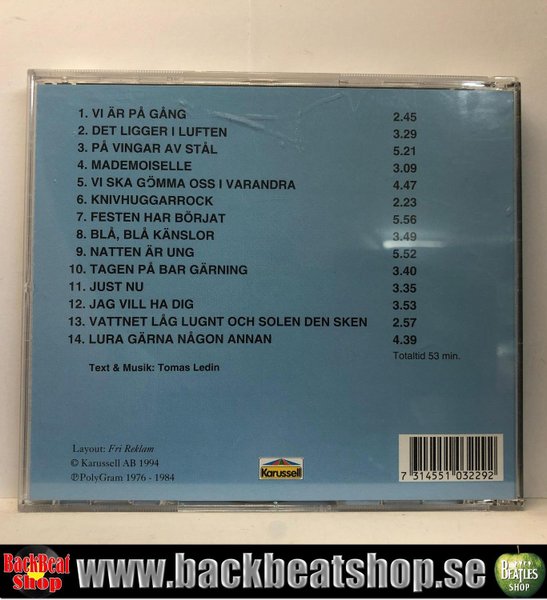 1. VI ÄR PÅ GÅNG 2.45
2. DET LIGGER I LUFTEN 3.29
3. PÅ VINGAR AV STÅL 5.21
4. MADEMOISELLE 3.09
5. VI SKA GÖMMA OSS I VARANDRA 4.47
6. KNIVHUGGARROCK 2.23
7. FESTEN HAR BÖRJAT 5.56
8. BLÅ, BLÅ KÄNSLOR 3.49
9. NATTEN ÄR UNG 5.52
10. TAGEN PÅ BAR GÄRNING 3.40
11. JUST NU 3.35
12. JAG VILL HA DIG 3.53
13. VATTNET LÅG LUGNT OCH SOLEN DEN SKEN 2.57
14. LURA GÄRNA NÅGON ANNAN 4.39
Totaltid 53 min.
Text & Musik: Tomas Ledin
Layout: Fri Reklam
© Karussell AB 1994
℗ PolyGram 1976 - 1984
Karussell
7 314551 032292
BackBeat
Shop
www.backbeatshop.se
BEATLES
SHOP